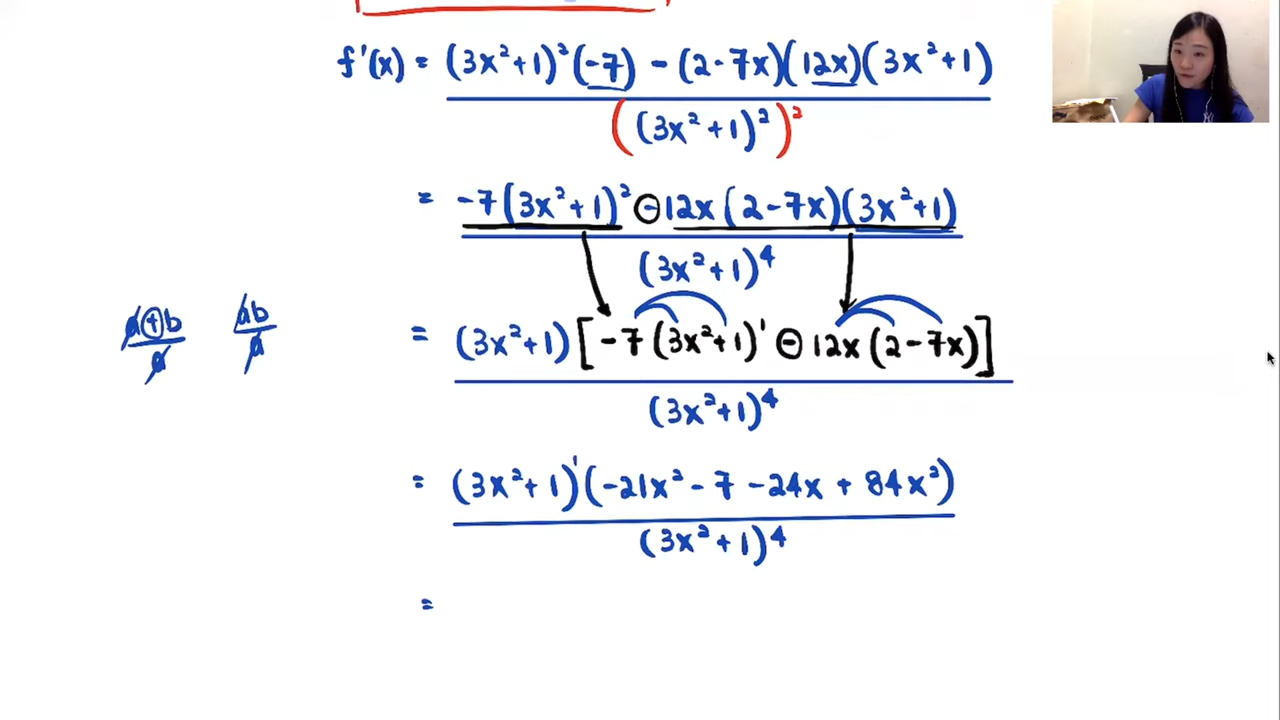 f'(x) = (3x²+1)²(-7) - (2-7x)(12x)(3x²+1)
((3x²+1)²)²
= -7(3x²+1)² - 12x(2-7x)(3x²+1)
(3x²+1)⁴
a+b ab
a a
= (3x²+1)[-7(3x²+1)¹ - 12x(2-7x)]
(3x²+1)⁴
= (3x²+1)¹(-21x² - 7 - 24x + 84x²)
(3x²+1)⁴
=